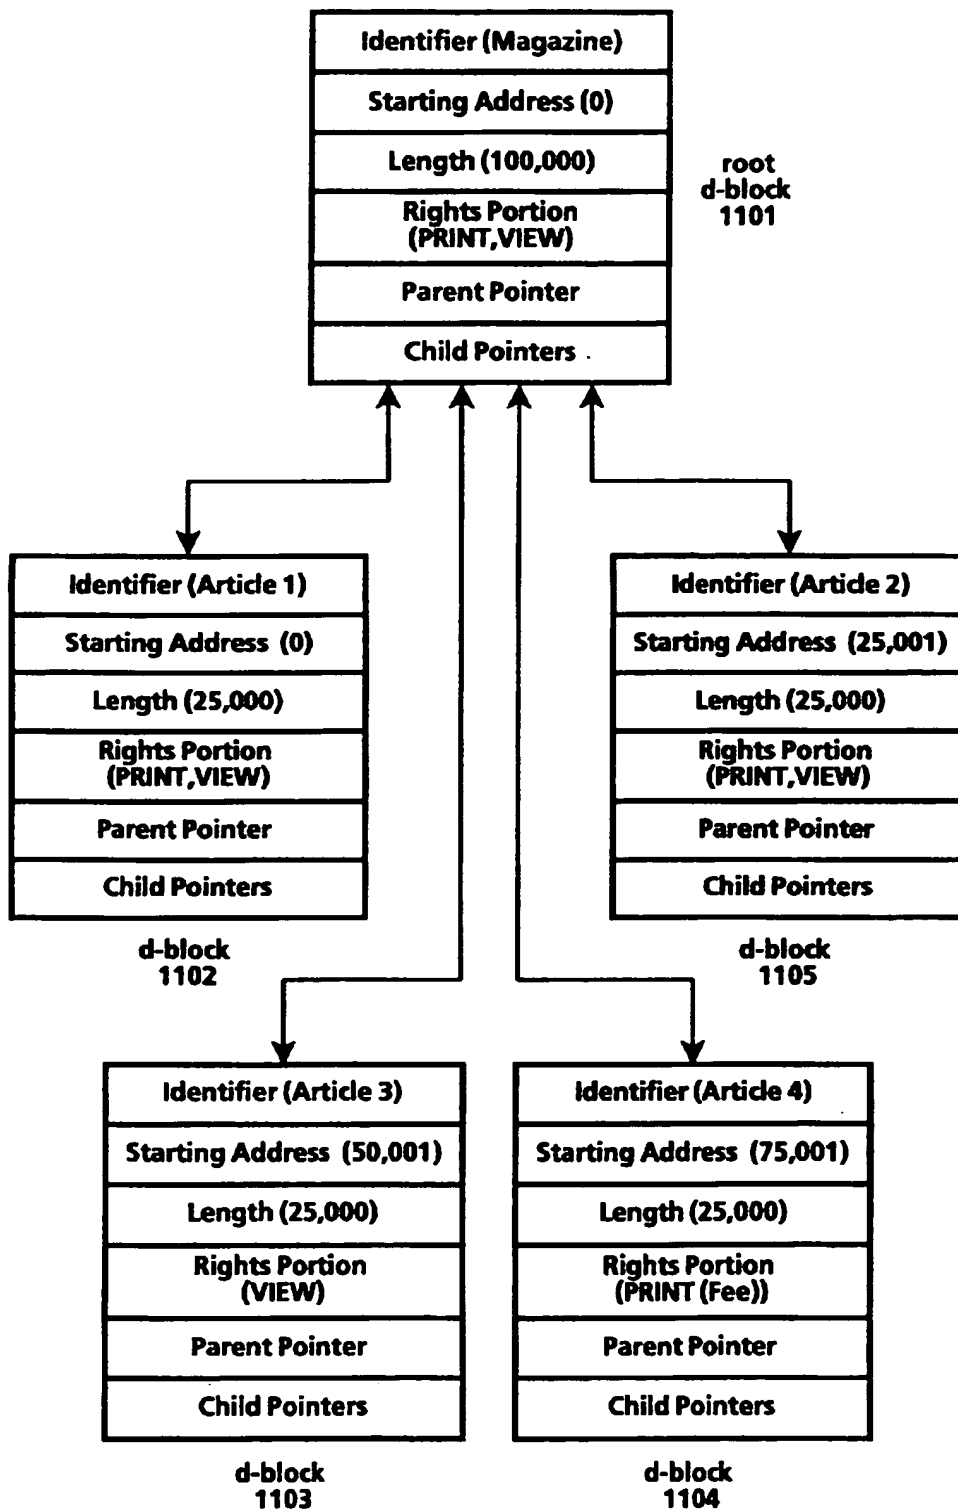 Identifier (Magazine)
Starting Address (0)
Length (100,000)
Rights Portion
(PRINT,VIEW)
Parent Pointer
Child Pointers
root
d-block
1101
Identifier (Article 1)
Starting Address (0)
Length (25,000)
Rights Portion
(PRINT,VIEW)
Parent Pointer
Child Pointers
d-block
1102
Identifier (Article 2)
Starting Address (25,001)
Length (25,000)
Rights Portion
(PRINT,VIEW)
Parent Pointer
Child Pointers
d-block
1105
Identifier (Article 3)
Starting Address (50,001)
Length (25,000)
Rights Portion
(VIEW)
Parent Pointer
Child Pointers
d-block
1103
Identifier (Article 4)
Starting Address (75,001)
Length (25,000)
Rights Portion
(PRINT (Fee))
Parent Pointer
Child Pointers
d-block
1104